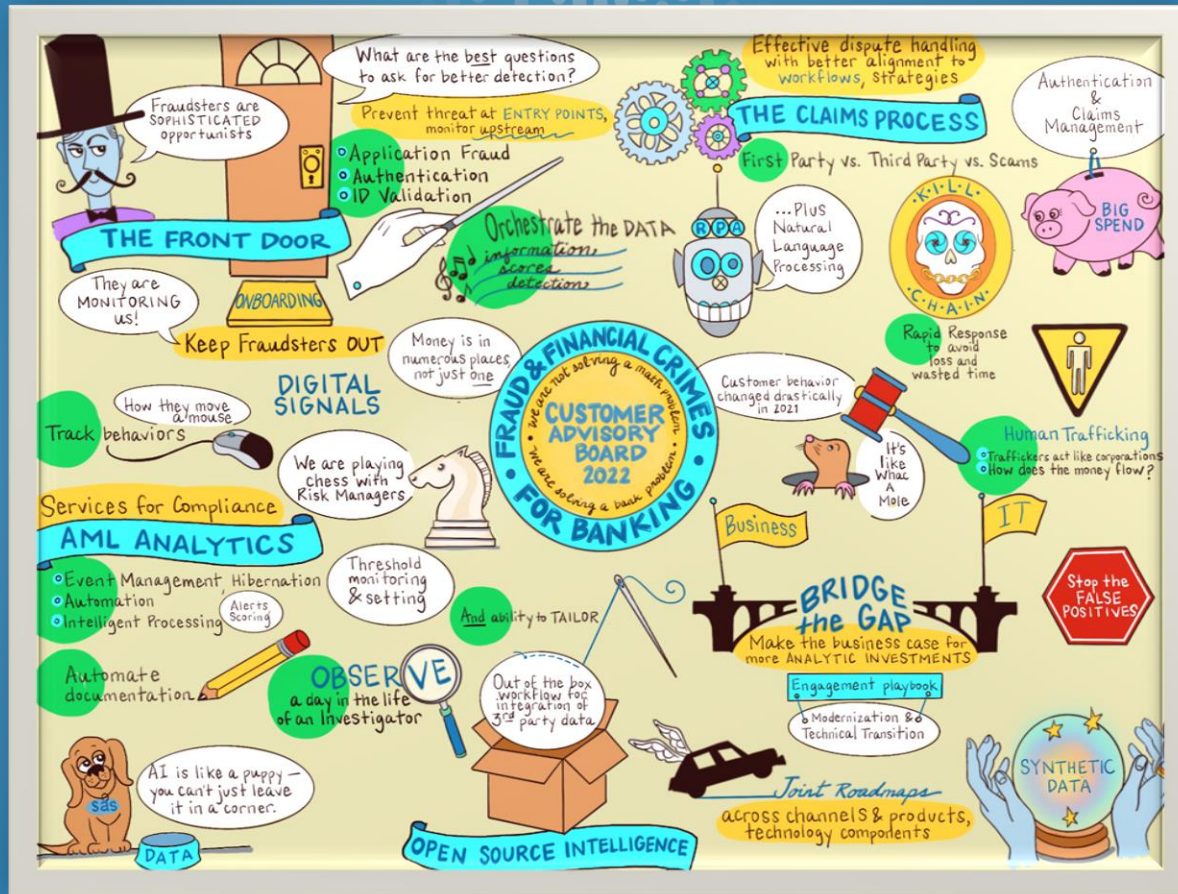 Fraudsters are
SOPHISTICATED
opportunists
What are the best questions
to ask for better detection?
Prevent threat at ENTRY POINTS,
monitor upstream
Application Fraud
Authentication
ID Validation
THE FRONT DOOR
Orchestrate the DATA
information
scores
detection
They are
MONITORING
us!
ONBOARDING
Keep Fraudsters OUT
Effective dispute handling
with better alignment to
workflows, strategies
THE CLAIMS PROCESS
First Party vs. Third Party vs. Scams
Authentication
&
Claims
Management
BIG
SPEND
RPA
...Plus
Natural
Language
Processing
KILL
CHAIN
Rapid Response
to avoid
loss and
wasted time
DIGITAL
SIGNALS
Money is in
numerous places,
not just one
How they move
a mouse
Track behaviors
We are playing
chess with
Risk Managers
FRAUD & FINANCIAL CRIMES
we are not solving a math problem
CUSTOMER
ADVISORY
BOARD
2022
we are solving a bank problem
FOR BANKING
Customer behavior
changed drastically
in 2021
It's
like
Whac
A
Mole
Human Trafficking
Traffickers act like corporations
How does the money flow?
Services for Compliance
AML ANALYTICS
Event Management, Hibernation
Automation
Intelligent Processing
Alerts
Scoring
Threshold
monitoring
& setting
Automate
documentation
And ability to TAILOR
OBSERVE
a day in the life
of an Investigator
Out of the box
workflow for
integration of
3rd party data
Business
IT
BRIDGE
the GAP
Make the business case for
more ANALYTIC INVESTMENTS
Stop the
FALSE
POSITIVES
Engagement playbook
Modernization &
Technical Transition
AI is like a puppy—
you can't just leave
it in a corner.
sas
DATA
OPEN SOURCE INTELLIGENCE
Joint Roadmaps
across channels & products,
technology components
SYNTHETIC
DATA